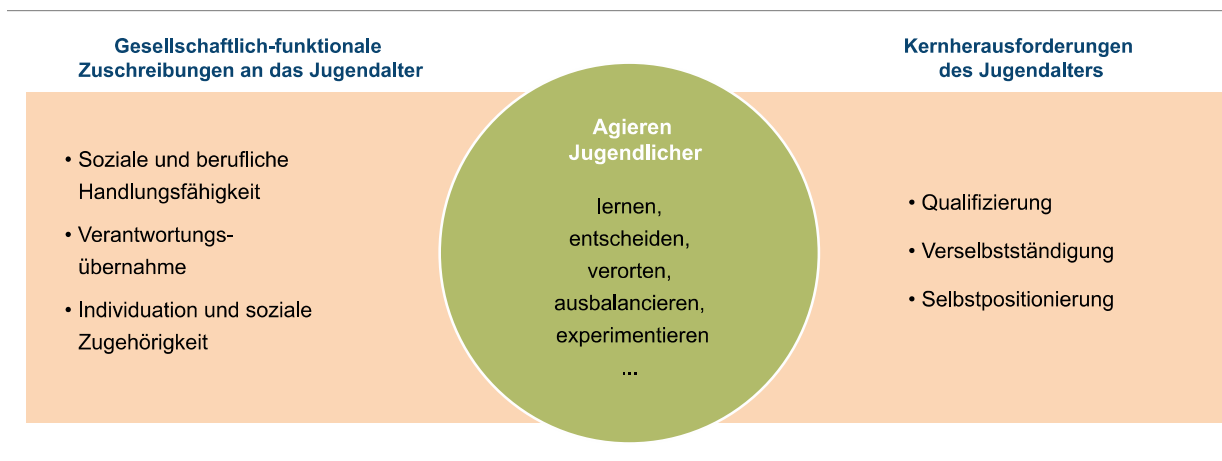 Gesellschaftlich-funktionale
Zuschreibungen an das Jugendalter
• Soziale und berufliche
Handlungsfähigkeit
• Verantwortungs-
übernahme
• Individuation und soziale
Zugehörigkeit
Agieren
Jugendlicher
lernen,
entscheiden,
verorten,
ausbalancieren,
experimentieren
...
Kernherausforderungen
des Jugendalters
• Qualifizierung
• Verselbstständigung
• Selbstpositionierung